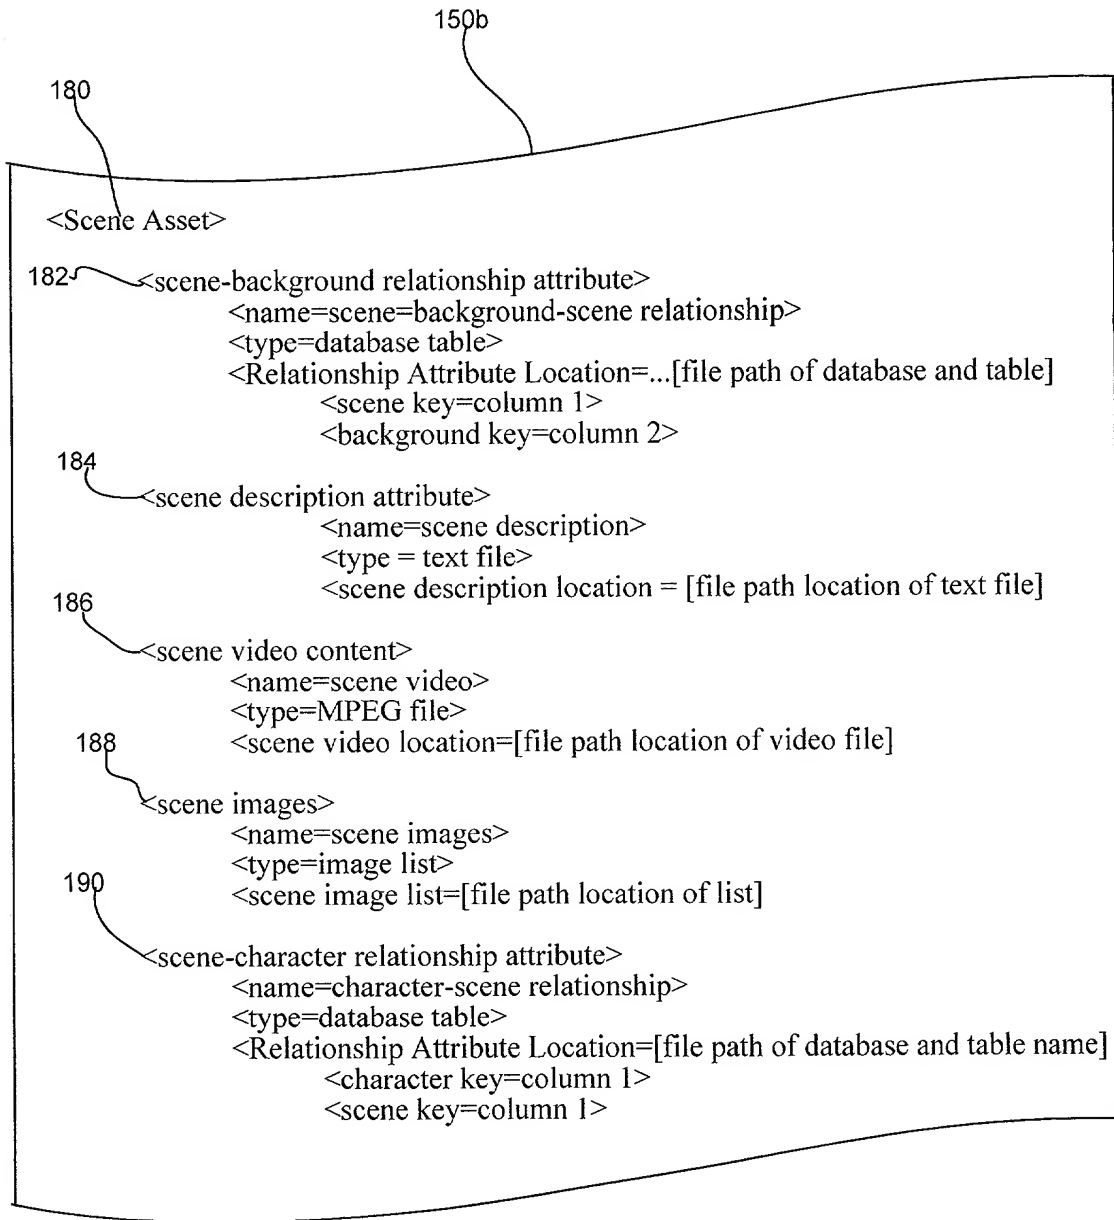 150b
180
<Scene Asset>
182
<scene-background relationship attribute>
<name=scene=background-scene relationship>
<type=database table>
<Relationship Attribute Location=...[file path of database and table]
<scene key=column 1>
<background key=column 2>
184
<scene description attribute>
<name=scene description>
<type = text file>
<scene description location = [file path location of text file]
186
<scene video content>
<name=scene video>
<type=MPEG file>
<scene video location=[file path location of video file]
188
<scene images>
<name=scene images>
<type=image list>
<scene image list=[file path location of list]
190
<scene-character relationship attribute>
<name=character-scene relationship>
<type=database table>
<Relationship Attribute Location=[file path of database and table name]
<character key=column 1>
<scene key=column 1>